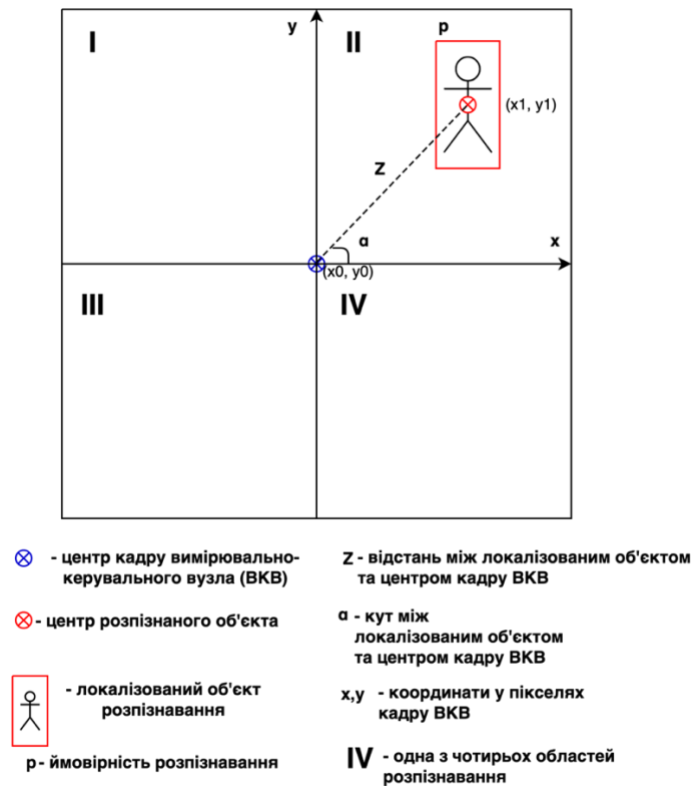 y
I
II
p
(x1, y1)
Z
α
x
(x0, y0)
III
IV
- центр кадру вимірювально-
керувального вузла (ВКВ)
- центр розпізнаного об'єкта
- локалізований об'єкт
розпізнавання
p - ймовірність розпізнавання
Z - відстань між локалізованим об'єктом
та центром кадру ВКВ
α - кут між
локалізованим об'єктом
та центром кадру ВКВ
x,y - координати у пікселях
кадру ВКВ
IV - одна з чотирьох областей
розпізнавання